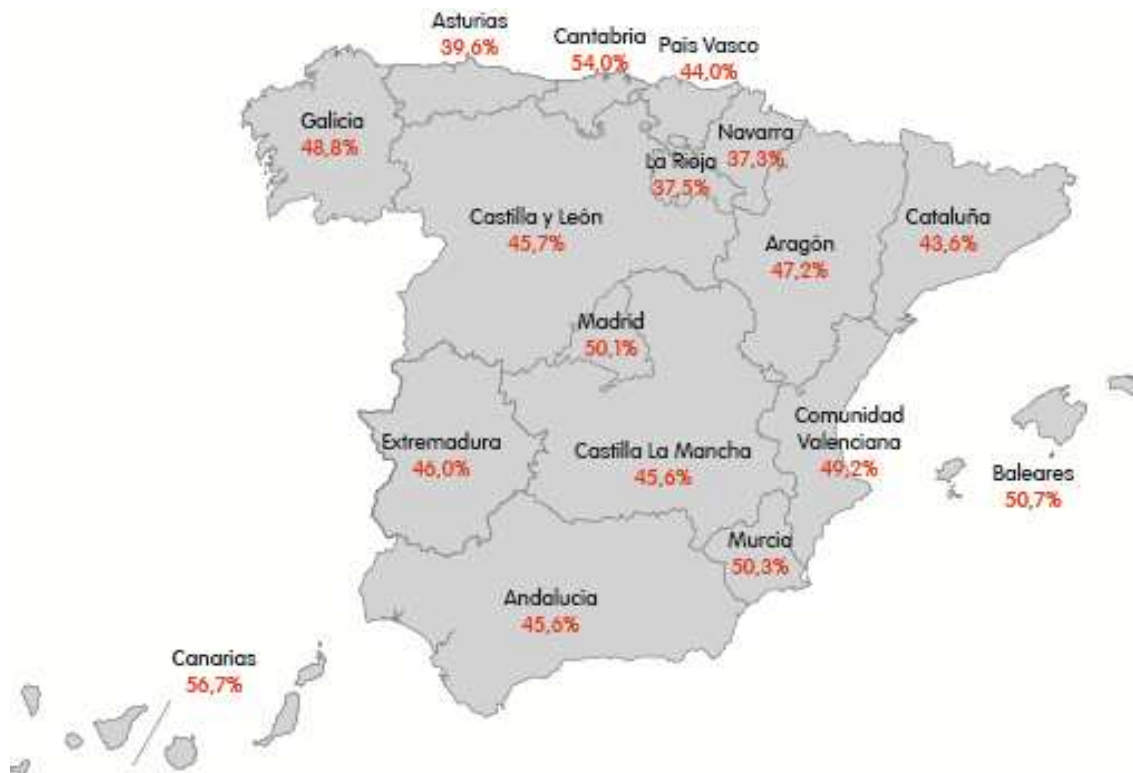 Asturias
39,6%
Cantabria
54,0%
País Vasco
44,0%
Galicia
48,8%
Navarra
37,3%
La Rioja
37,5%
Castilla y León
45,7%
Cataluña
43,6%
Aragón
47,2%
Madrid
50,1%
Comunidad
Valenciana
49,2%
Extremadura
46,0%
Castilla La Mancha
45,6%
Baleares
50,7%
Murcia
50,3%
Andalucia
45,6%
Canarias
56,7%